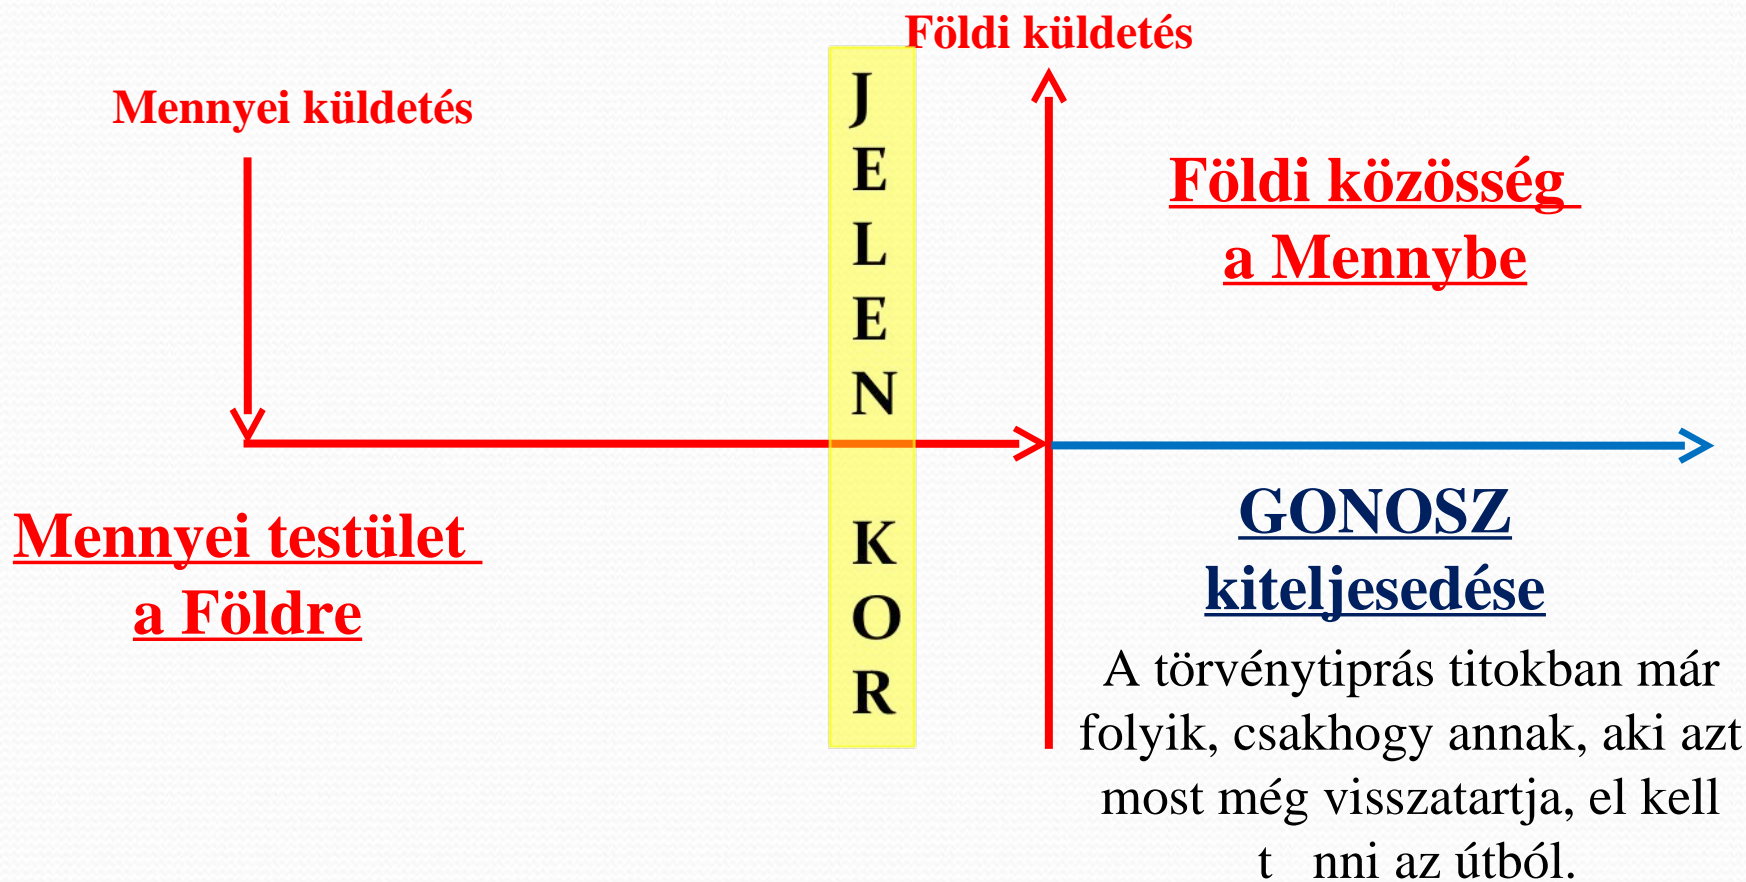 Földi küldetés
Mennyei küldetés
JELEN KOR
Földi közösség
a Mennybe
Mennyei testület
a Földre
GONOSZ
kiteljesedése
A törvénytiprás titokban már
folyik, csakhogy annak, aki azt
most még visszatartja, el kell
t nni az útból.